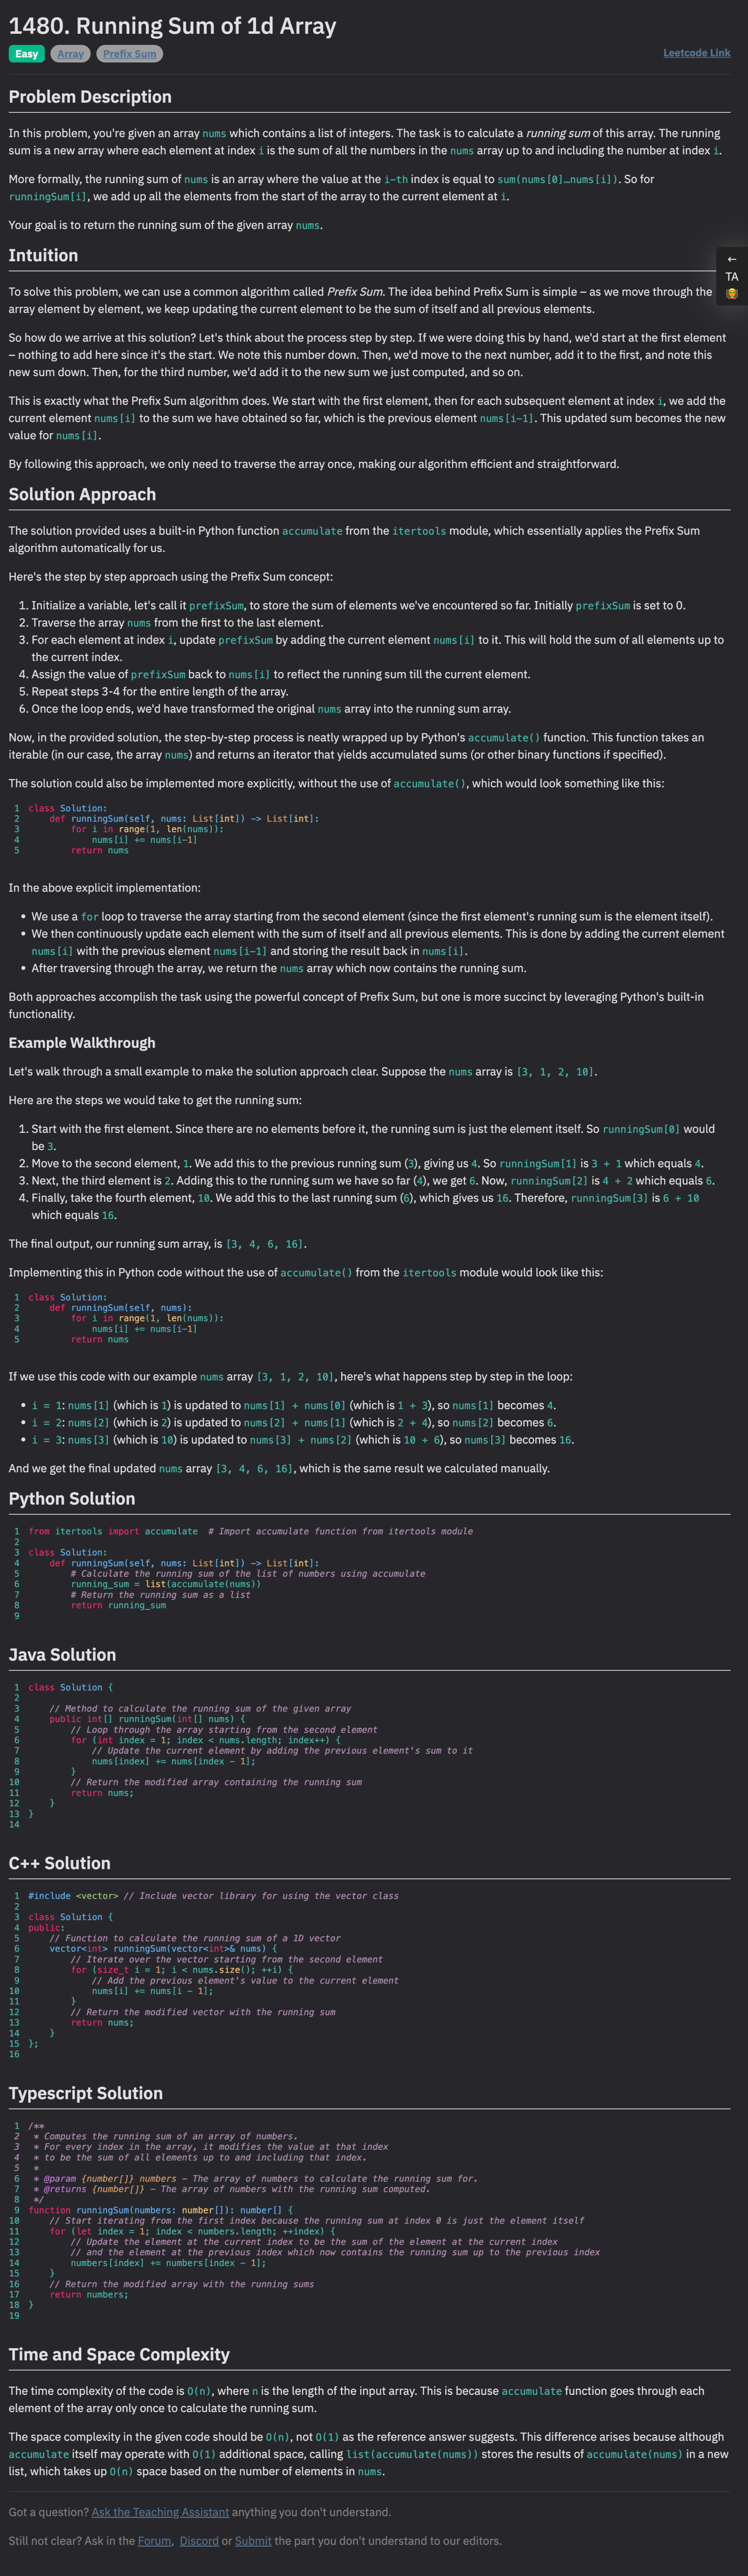 1480. Running Sum of 1d Array
Easy Array Prefix Sum Leetcode Link
Problem Description
In this problem, you're given an array nums which contains a list of integers. The task is to calculate a running sum of this array. The running
sum is a new array where each element at index i is the sum of all the numbers in the nums array up to and including the number at index i.
More formally, the running sum of nums is an array where the value at the i-th index is equal to sum(nums[0]…nums[i]). So for
runningSum[i], we add up all the elements from the start of the array to the current element at i.
Your goal is to return the running sum of the given array nums.
Intuition
←
TA
To solve this problem, we can use a common algorithm called Prefix Sum. The idea behind Prefix Sum is simple – as we move through the
array element by element, we keep updating the current element to be the sum of itself and all previous elements.
So how do we arrive at this solution? Let's think about the process step by step. If we were doing this by hand, we'd start at the first element
– nothing to add here since it's the start. We note this number down. Then, we'd move to the next number, add it to the first, and note this
new sum down. Then, for the third number, we'd add it to the new sum we just computed, and so on.
This is exactly what the Prefix Sum algorithm does. We start with the first element, then for each subsequent element at index i, we add the
current element nums[i] to the sum we have obtained so far, which is the previous element nums[i-1]. This updated sum becomes the new
value for nums[i].
By following this approach, we only need to traverse the array once, making our algorithm efficient and straightforward.
Solution Approach
The solution provided uses a built-in Python function accumulate from the itertools module, which essentially applies the Prefix Sum
algorithm automatically for us.
Here's the step by step approach using the Prefix Sum concept:
1. Initialize a variable, let's call it prefixSum, to store the sum of elements we've encountered so far. Initially prefixSum is set to 0.
2. Traverse the array nums from the first to the last element.
3. For each element at index i, update prefixSum by adding the current element nums[i] to it. This will hold the sum of all elements up to
the current index.
4. Assign the value of prefixSum back to nums[i] to reflect the running sum till the current element.
5. Repeat steps 3-4 for the entire length of the array.
6. Once the loop ends, we'd have transformed the original nums array into the running sum array.
Now, in the provided solution, the step-by-step process is neatly wrapped up by Python's accumulate() function. This function takes an
iterable (in our case, the array nums) and returns an iterator that yields accumulated sums (or other binary functions if specified).
The solution could also be implemented more explicitly, without the use of accumulate(), which would look something like this:
1 class Solution:
2     def runningSum(self, nums: List[int]) -> List[int]:
3         for i in range(1, len(nums)):
4             nums[i] += nums[i-1]
5         return nums
In the above explicit implementation:
• We use a for loop to traverse the array starting from the second element (since the first element's running sum is the element itself).
• We then continuously update each element with the sum of itself and all previous elements. This is done by adding the current element
nums[i] with the previous element nums[i-1] and storing the result back in nums[i].
• After traversing through the array, we return the nums array which now contains the running sum.
Both approaches accomplish the task using the powerful concept of Prefix Sum, but one is more succinct by leveraging Python's built-in
functionality.
Example Walkthrough
Let's walk through a small example to make the solution approach clear. Suppose the nums array is [3, 1, 2, 10].
Here are the steps we would take to get the running sum:
1. Start with the first element. Since there are no elements before it, the running sum is just the element itself. So runningSum[0] would
be 3.
2. Move to the second element, 1. We add this to the previous running sum (3), giving us 4. So runningSum[1] is 3 + 1 which equals 4.
3. Next, the third element is 2. Adding this to the running sum we have so far (4), we get 6. Now, runningSum[2] is 4 + 2 which equals 6.
4. Finally, take the fourth element, 10. We add this to the last running sum (6), which gives us 16. Therefore, runningSum[3] is 6 + 10
which equals 16.
The final output, our running sum array, is [3, 4, 6, 16].
Implementing this in Python code without the use of accumulate() from the itertools module would look like this:
1 class Solution:
2     def runningSum(self, nums):
3         for i in range(1, len(nums)):
4             nums[i] += nums[i-1]
5         return nums
If we use this code with our example nums array [3, 1, 2, 10], here's what happens step by step in the loop:
• i = 1: nums[1] (which is 1) is updated to nums[1] + nums[0] (which is 1 + 3), so nums[1] becomes 4.
• i = 2: nums[2] (which is 2) is updated to nums[2] + nums[1] (which is 2 + 4), so nums[2] becomes 6.
• i = 3: nums[3] (which is 10) is updated to nums[3] + nums[2] (which is 10 + 6), so nums[3] becomes 16.
And we get the final updated nums array [3, 4, 6, 16], which is the same result we calculated manually.
Python Solution
1 from itertools import accumulate  # Import accumulate function from itertools module
2
3 class Solution:
4     def runningSum(self, nums: List[int]) -> List[int]:
5         # Calculate the running sum of the list of numbers using accumulate
6         running_sum = list(accumulate(nums))
7         # Return the running sum as a list
8         return running_sum
9
Java Solution
1 class Solution {
2
3     // Method to calculate the running sum of the given array
4     public int[] runningSum(int[] nums) {
5         // Loop through the array starting from the second element
6         for (int index = 1; index < nums.length; index++) {
7             // Update the current element by adding the previous element's sum to it
8             nums[index] += nums[index - 1];
9         }
10         // Return the modified array containing the running sum
11         return nums;
12     }
13 }
14
C++ Solution
1 #include <vector> // Include vector library for using the vector class
2
3 class Solution {
4 public:
5     // Function to calculate the running sum of a 1D vector
6     vector<int> runningSum(vector<int>& nums) {
7         // Iterate over the vector starting from the second element
8         for (size_t i = 1; i < nums.size(); ++i) {
9             // Add the previous element's value to the current element
10             nums[i] += nums[i - 1];
11         }
12         // Return the modified vector with the running sum
13         return nums;
14     }
15 };
16
Typescript Solution
1 /**
2  * Computes the running sum of an array of numbers.
3  * For every index in the array, it modifies the value at that index
4  * to be the sum of all elements up to and including that index.
5  *
6  * @param {number[]} numbers - The array of numbers to calculate the running sum for.
7  * @returns {number[]} - The array of numbers with the running sum computed.
8  */
9 function runningSum(numbers: number[]): number[] {
10     // Start iterating from the first index because the running sum at index 0 is just the element itself
11     for (let index = 1; index < numbers.length; ++index) {
12         // Update the element at the current index to be the sum of the element at the current index
13         // and the element at the previous index which now contains the running sum up to the previous index
14         numbers[index] += numbers[index - 1];
15     }
16     // Return the modified array with the running sums
17     return numbers;
18 }
19
Time and Space Complexity
The time complexity of the code is O(n), where n is the length of the input array. This is because accumulate function goes through each
element of the array only once to calculate the running sum.
The space complexity in the given code should be O(n), not O(1) as the reference answer suggests. This difference arises because although
accumulate itself may operate with O(1) additional space, calling list(accumulate(nums)) stores the results of accumulate(nums) in a new
list, which takes up O(n) space based on the number of elements in nums.
Got a question? Ask the Teaching Assistant anything you don't understand.
Still not clear? Ask in the Forum, Discord or Submit the part you don't understand to our editors.